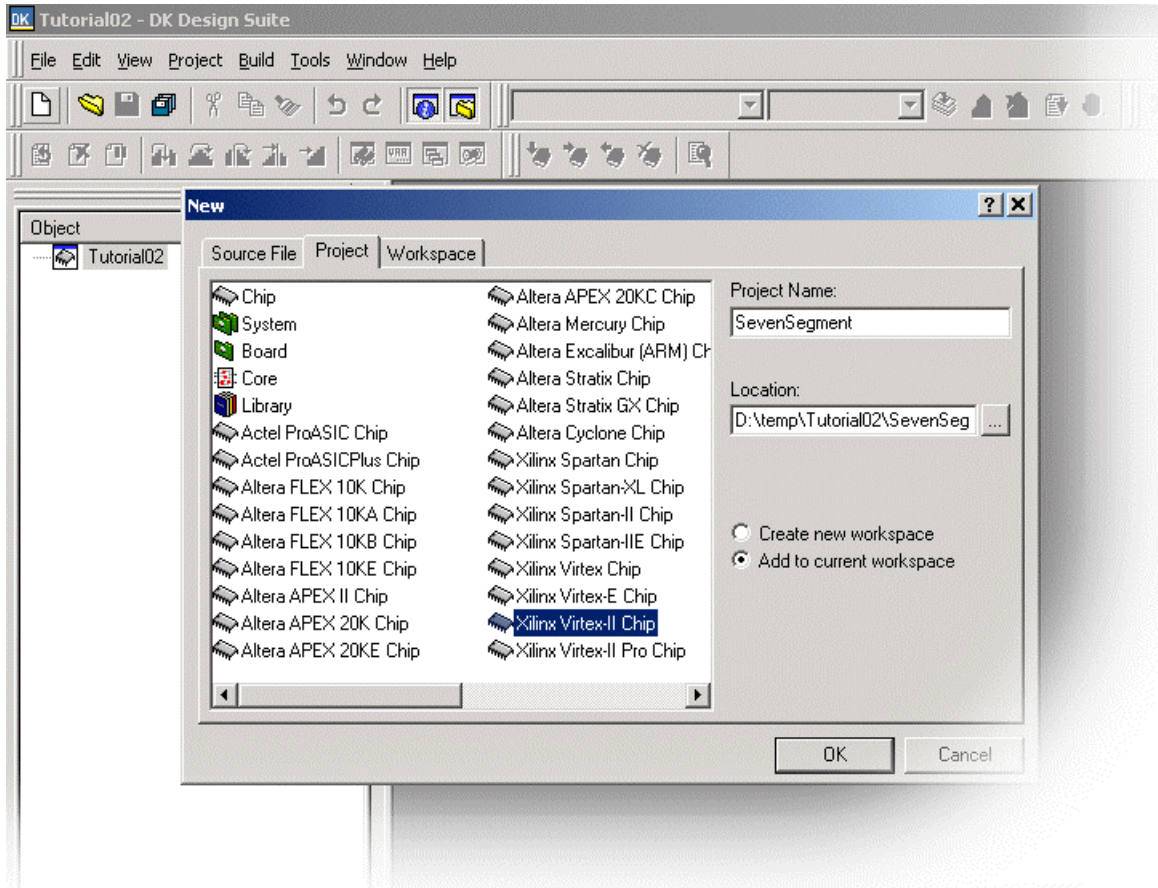 DK Tutorial02 - DK Design Suite
File Edit View Project Build Tools Window Help
Object
Tutorial02
New
Source File Project Workspace
Chip
System
Board
Core
Library
Actel ProASIC Chip
Actel ProASICPlus Chip
Altera FLEX 10K Chip
Altera FLEX 10KA Chip
Altera FLEX 10KB Chip
Altera FLEX 10KE Chip
Altera APEX II Chip
Altera APEX 20K Chip
Altera APEX 20KE Chip
Altera APEX 20KC Chip
Altera Mercury Chip
Altera Excalibur (ARM) Ch
Altera Stratix Chip
Altera Stratix GX Chip
Altera Cyclone Chip
Xilinx Spartan Chip
Xilinx Spartan-XL Chip
Xilinx Spartan-II Chip
Xilinx Spartan-IIE Chip
Xilinx Virtex Chip
Xilinx Virtex-E Chip
Xilinx Virtex-II Chip
Xilinx Virtex-II Pro Chip
Project Name:
SevenSegment
Location:
D:\temp\Tutorial02\SevenSeg ...
Create new workspace
Add to current workspace
OK Cancel